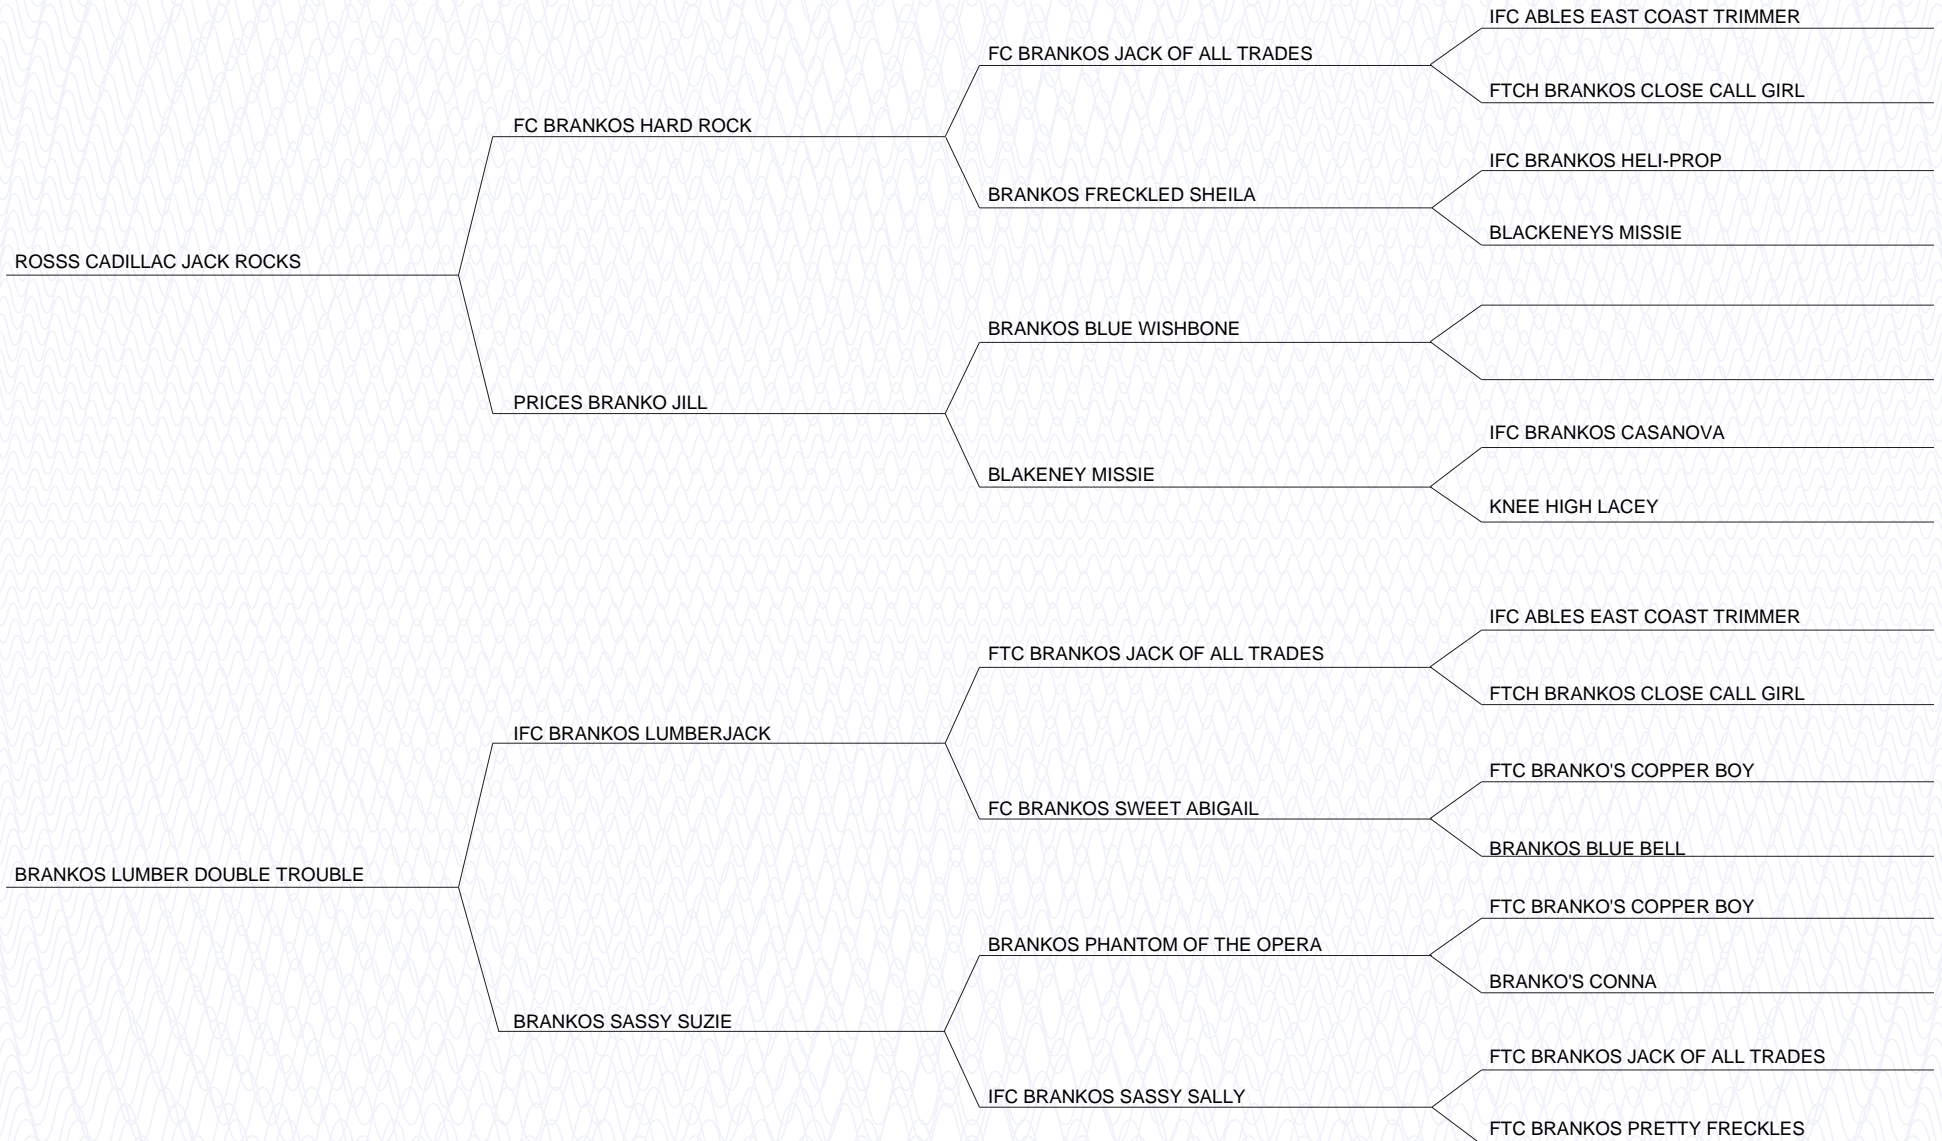 IFC ABLES EAST COAST TRIMMER
FC BRANKOS JACK OF ALL TRADES
FTCH BRANKOS CLOSE CALL GIRL
FC BRANKOS HARD ROCK
IFC BRANKOS HELI-PROP
BRANKOS FRECKLED SHEILA
BLACKENEYS MISSIE
ROSSS CADILLAC JACK ROCKS
BRANKOS BLUE WISHBONE
PRICES BRANKO JILL
IFC BRANKOS CASANOVA
BLAKENEY MISSIE
KNEE HIGH LACEY
IFC ABLES EAST COAST TRIMMER
FTC BRANKOS JACK OF ALL TRADES
FTCH BRANKOS CLOSE CALL GIRL
IFC BRANKOS LUMBERJACK
FTC BRANKO'S COPPER BOY
FC BRANKOS SWEET ABIGAIL
BRANKOS BLUE BELL
BRANKOS LUMBER DOUBLE TROUBLE
FTC BRANKO'S COPPER BOY
BRANKOS PHANTOM OF THE OPERA
BRANKO'S CONNA
BRANKOS SASSY SUZIE
FTC BRANKOS JACK OF ALL TRADES
IFC BRANKOS SASSY SALLY
FTC BRANKOS PRETTY FRECKLES